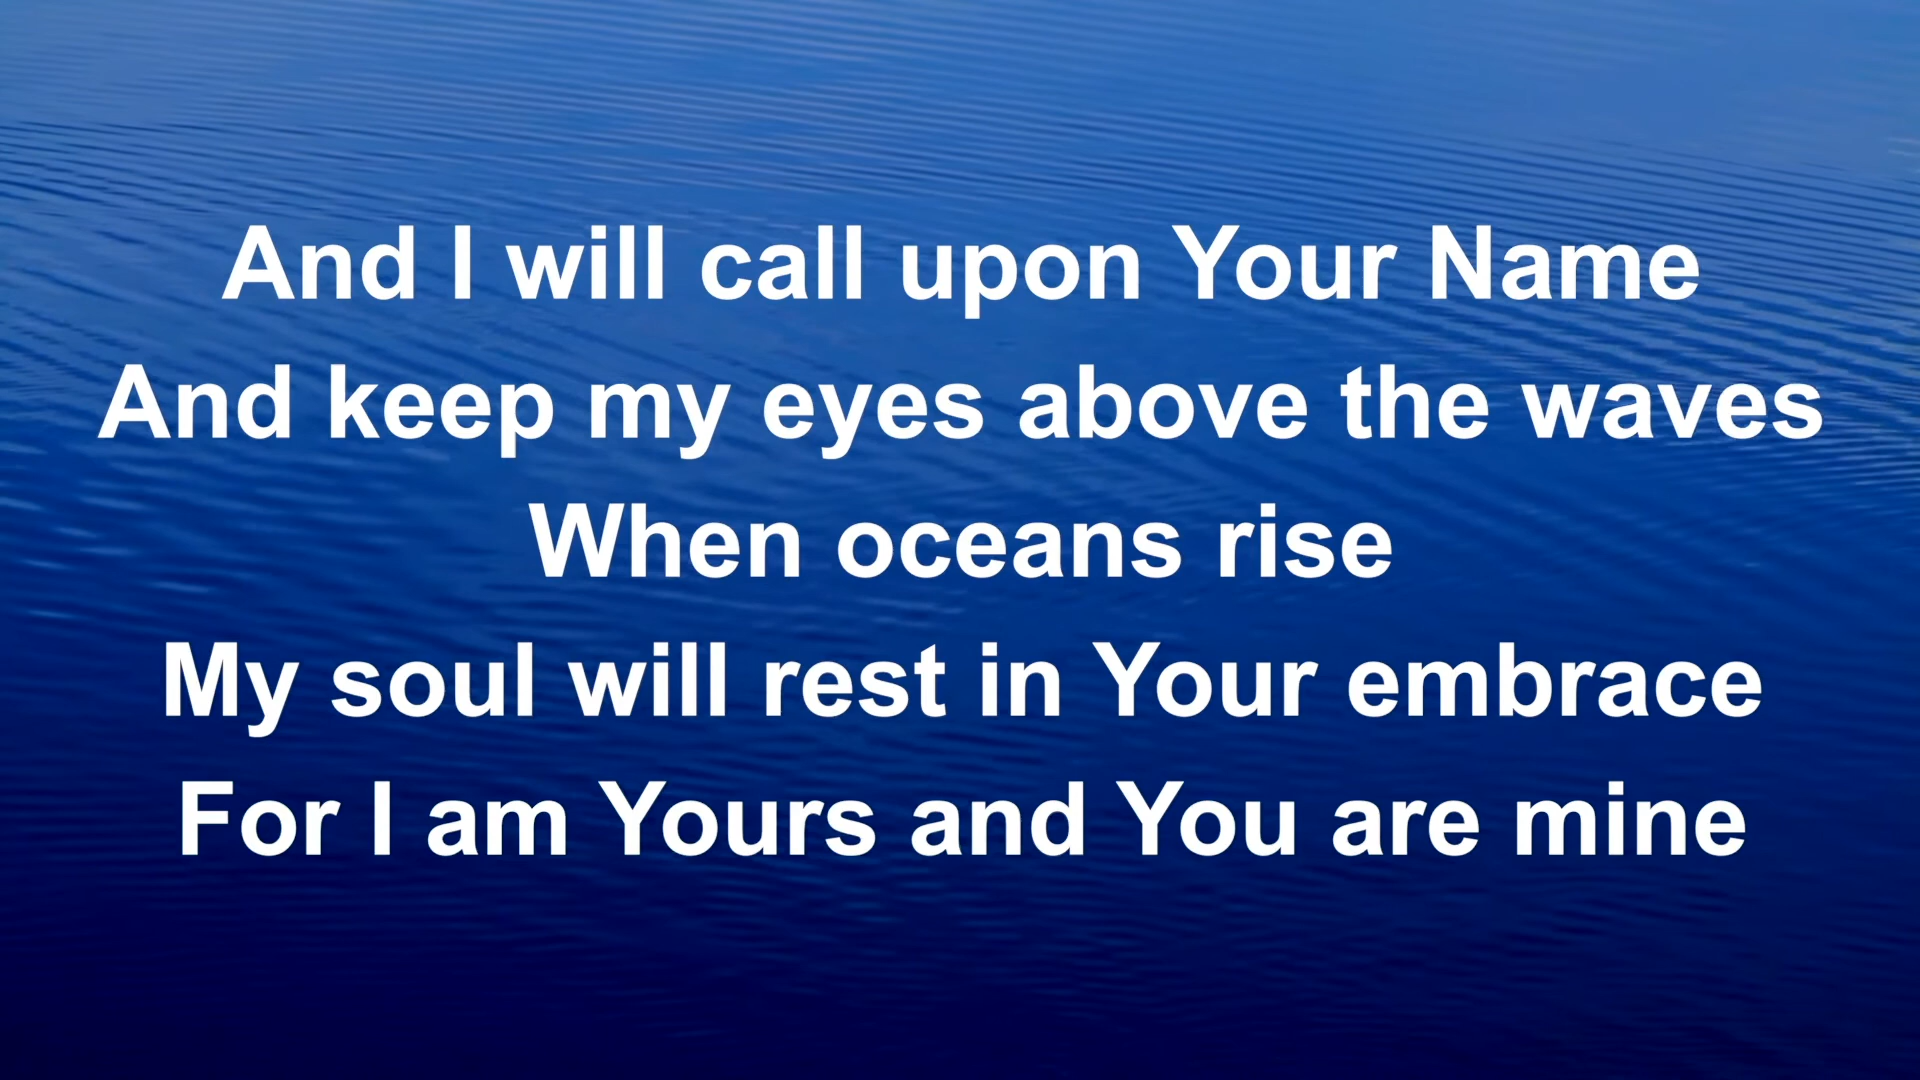 And I will call upon Your Name
And keep my eyes above the waves
When oceans rise
My soul will rest in Your embrace
For I am Yours and You are mine